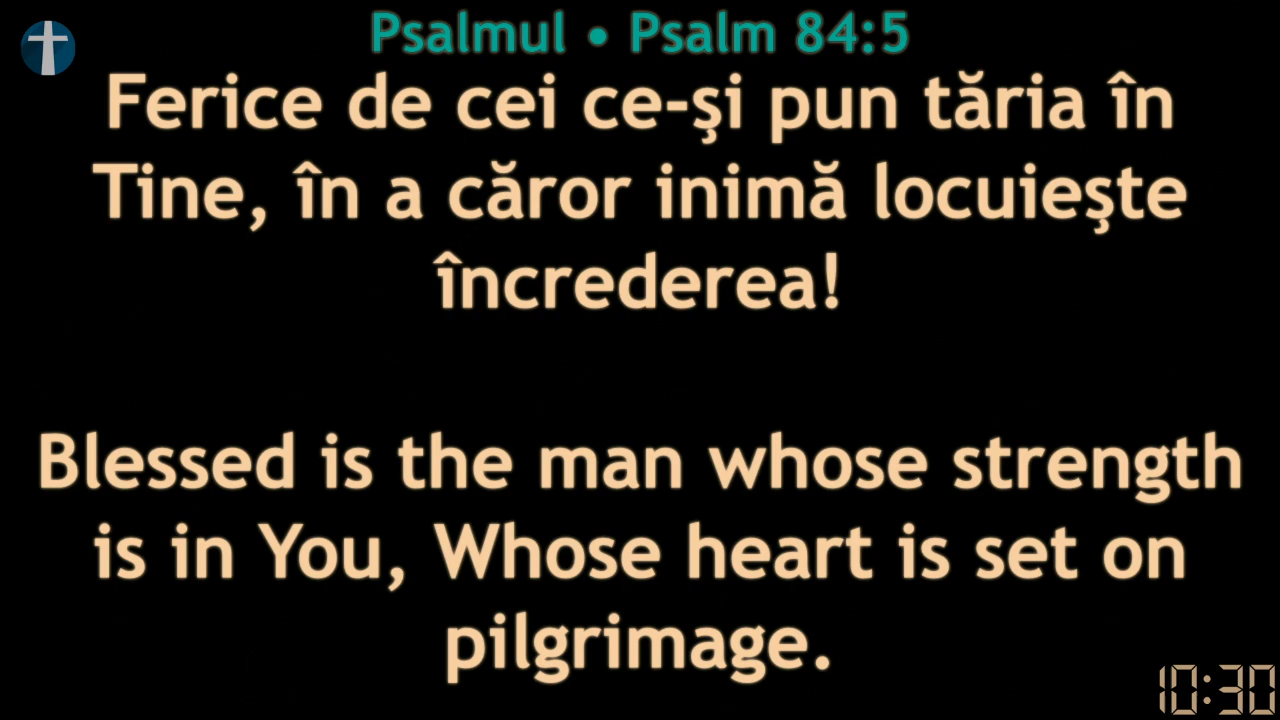 Psalmul • Psalm 84:5
Ferice de cei ce-şi pun tăria în
Tine, în a căror inimă locuieşte
încrederea!
Blessed is the man whose strength
is in You, Whose heart is set on
pilgrimage.
10:30